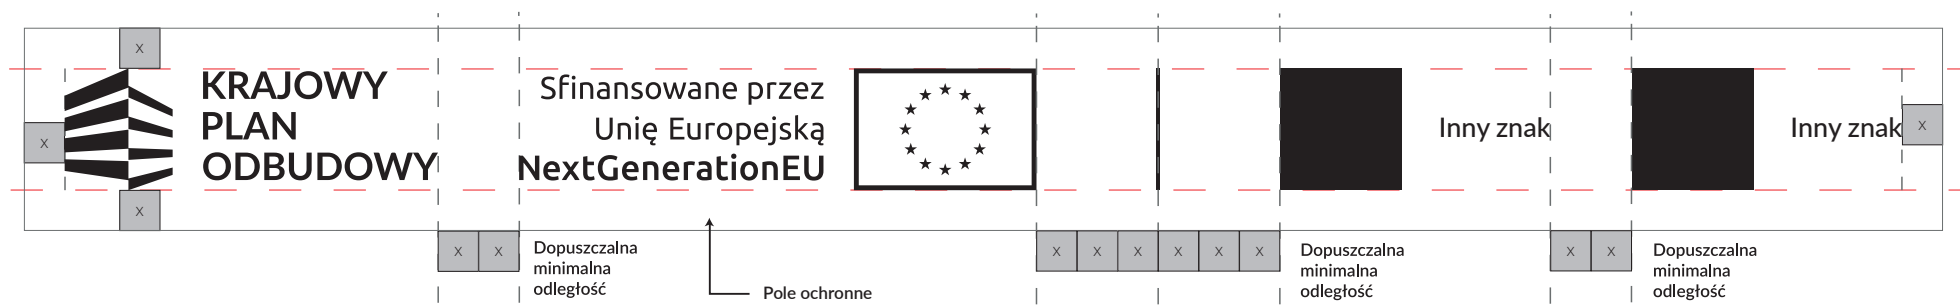 X
X
KRAJOWY
PLAN
ODBUDOWY
X
Sfinansowane przez
Unię Europejską
NextGenerationEU
Inny znak
Inny znak
X
X X
Dopuszczalna
minimalna
odległość
Pole ochronne
X X X X X X
Dopuszczalna
minimalna
odległość
X X
Dopuszczalna
minimalna
odległość